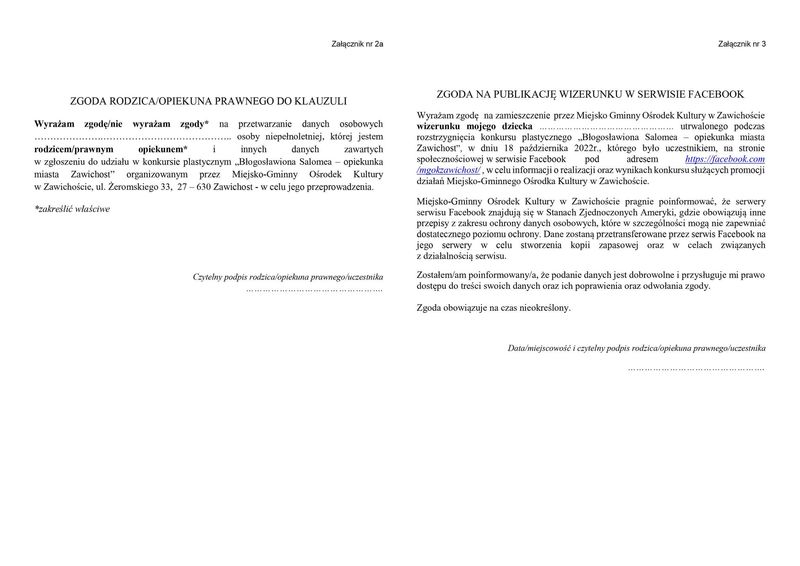 Załącznik nr 2a
ZGODA RODZICA/OPIEKUNA PRAWNEGO DO KLAUZULI
Wyrażam zgodę/nie wyrażam zgody* na przetwarzanie danych osobowych
…………………………………………………….. osoby niepełnoletniej, której jestem
rodzicem/prawnym opiekunem* i innych danych zawartych
w zgłoszeniu do udziału w konkursie plastycznym „Błogosławiona Salomea – opiekunka
miasta Zawichost" organizowanym przez Miejsko-Gminny Ośrodek Kultury
w Zawichoście, ul. Żeromskiego 33, 27 – 630 Zawichost - w celu jego przeprowadzenia.
*zakreślić właściwe
Czytelny podpis rodzica/opiekuna prawnego/uczestnika
………………………………………….
Załącznik nr 3
ZGODA NA PUBLIKACJĘ WIZERUNKU W SERWISIE FACEBOOK
Wyrażam zgodę na zamieszczenie przez Miejsko Gminny Ośrodek Kultury w Zawichoście
wizerunku mojego dziecka ………………………………………… utrwalonego podczas
rozstrzygnięcia konkursu plastycznego „Błogosławiona Salomea – opiekunka miasta
Zawichost", w dniu 18 października 2022r., którego było uczestnikiem, na stronie
społecznościowej w serwisie Facebook pod adresem https://facebook.com
/mgokzawichost/ , w celu informacji o realizacji oraz wynikach konkursu służących promocji
działań Miejsko-Gminnego Ośrodka Kultury w Zawichoście.
Miejsko-Gminny Ośrodek Kultury w Zawichoście pragnie poinformować, że serwery
serwisu Facebook znajdują się w Stanach Zjednoczonych Ameryki, gdzie obowiązują inne
przepisy z zakresu ochrony danych osobowych, które w szczególności mogą nie zapewniać
dostatecznego poziomu ochrony. Dane zostaną przetransferowane przez serwis Facebook na
jego serwery w celu stworzenia kopii zapasowej oraz w celach związanych
z działalnością serwisu.
Zostałem/am poinformowany/a, że podanie danych jest dobrowolne i przysługuje mi prawo
dostępu do treści swoich danych oraz ich poprawienia oraz odwołania zgody.
Zgoda obowiązuje na czas nieokreślony.
Data/miejscowość i czytelny podpis rodzica/opiekuna prawnego/uczestnika
………………………………………….